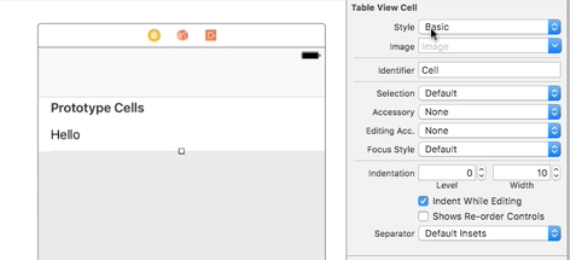 Table View Cell
Style Basic
Image Image
Identifier Cell
Selection Default
Accessory None
Editing Acc. None
Focus Style Default
Indentation 0 10
Level Width
Indent While Editing
Shows Re-order Controls
Separator Default Insets
Prototype Cells
Hello